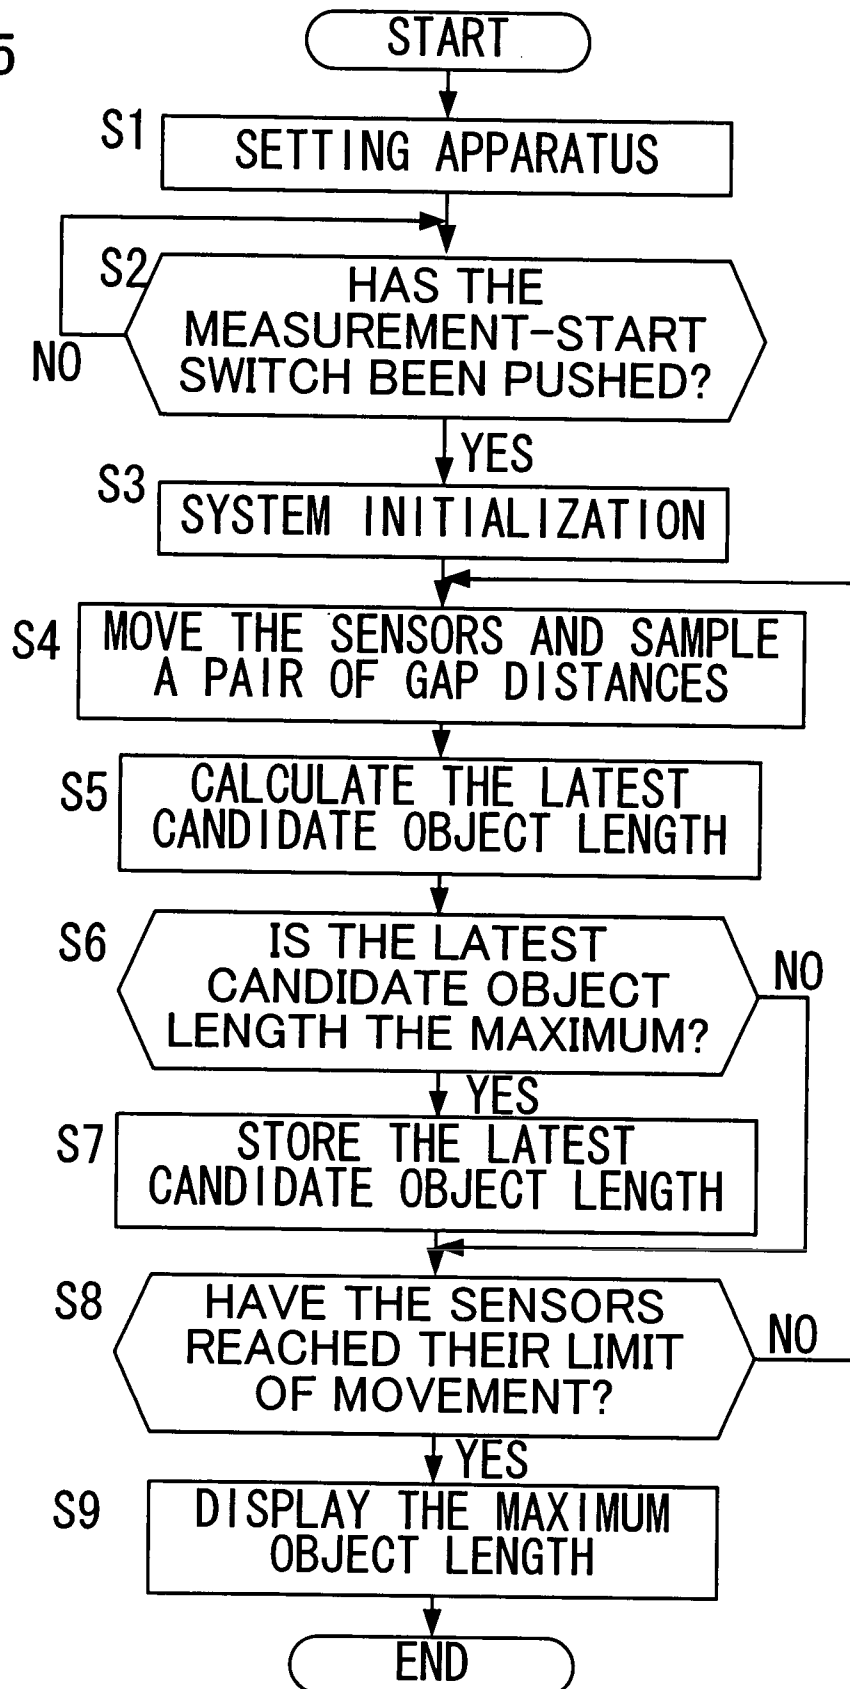 5
START
S1
SETTING APPARATUS
S2
HAS THE
MEASUREMENT-START
SWITCH BEEN PUSHED?
NO
YES
S3
SYSTEM INITIALIZATION
S4
MOVE THE SENSORS AND SAMPLE
A PAIR OF GAP DISTANCES
S5
CALCULATE THE LATEST
CANDIDATE OBJECT LENGTH
S6
IS THE LATEST
CANDIDATE OBJECT
LENGTH THE MAXIMUM?
NO
YES
S7
STORE THE LATEST
CANDIDATE OBJECT LENGTH
S8
HAVE THE SENSORS
REACHED THEIR LIMIT
OF MOVEMENT?
NO
YES
S9
DISPLAY THE MAXIMUM
OBJECT LENGTH
END